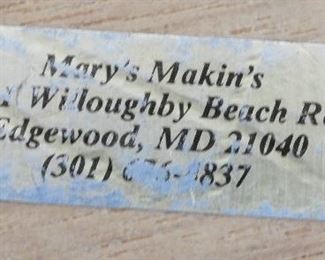 Mary's Makin's
Willoughby Beach
Edgewood, MD 21040
(301)